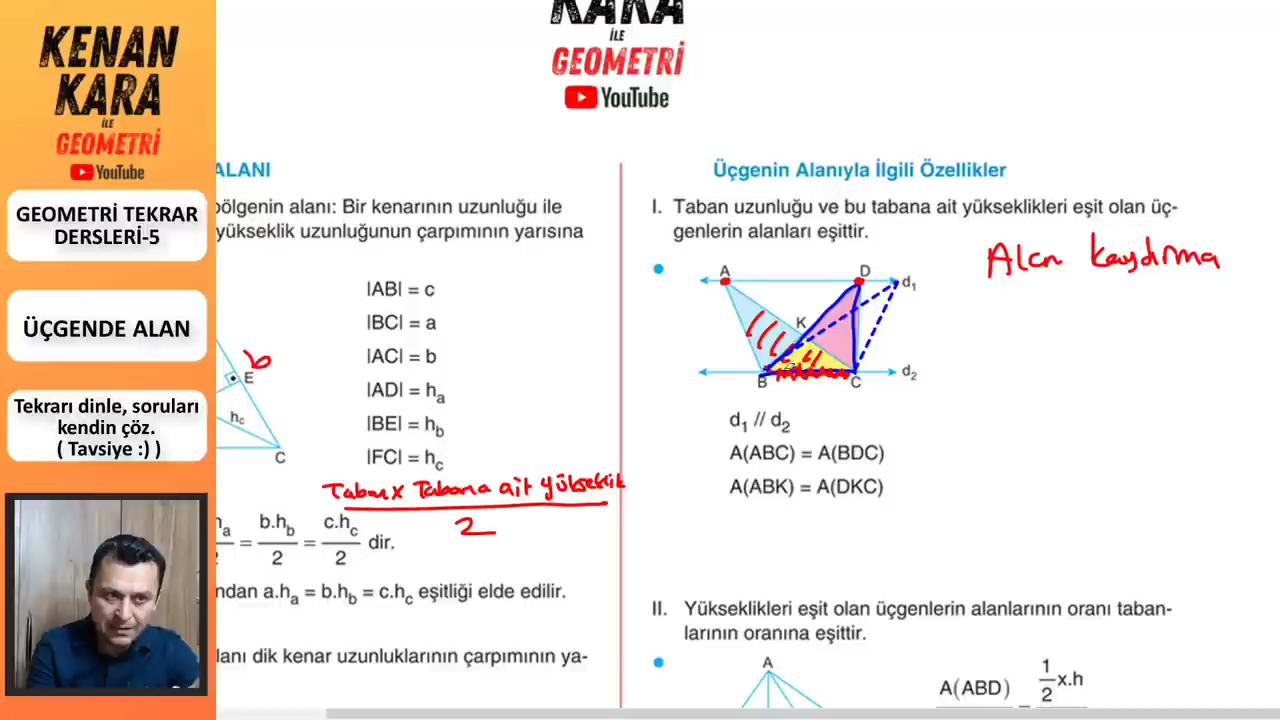 KENAN
KARA
İLE
GEOMETRİ
YouTube
GEOMETRİ TEKRAR
DERSLERİ-5
ÜÇGENDE ALAN
Tekrarı dinle, soruları
kendin çöz.
( Tavsiye :) )
KARA
İLE
GEOMETRİ
YouTube
ALANI
bölgenin alanı: Bir kenarının uzunluğu ile
yükseklik uzunluğunun çarpımının yarısına
b
E
hc
C
|AB| = c
|BC| = a
|AC| = b
|AD| = ha
|BE| = hb
|FC| = hc
Taban x Tabana ait yükseklik
2
ha/2 = b.hb/2 = c.hc/2 dir.
ndan a.ha = b.hb = c.hc eşitliği elde edilir.
lanı dik kenar uzunluklarının çarpımının ya-
Üçgenin Alanıyla İlgili Özellikler
I. Taban uzunluğu ve bu tabana ait yükseklikleri eşit olan üç-
genlerin alanları eşittir.
Alan kaydırma
A D d1
K
B C d2
d1 // d2
A(ABC) = A(BDC)
A(ABK) = A(DKC)
II. Yükseklikleri eşit olan üçgenlerin alanlarının oranı taban-
larının oranına eşittir.
A
A(ABD) = 1/2 x.h